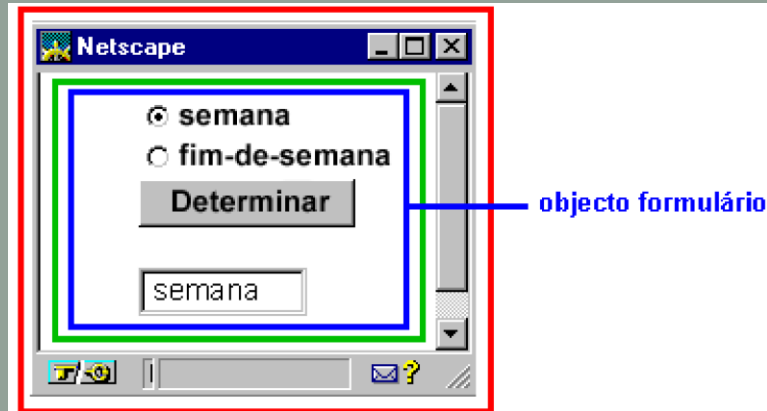 Netscape
semana
fim-de-semana
Determinar
objecto formulário
semana